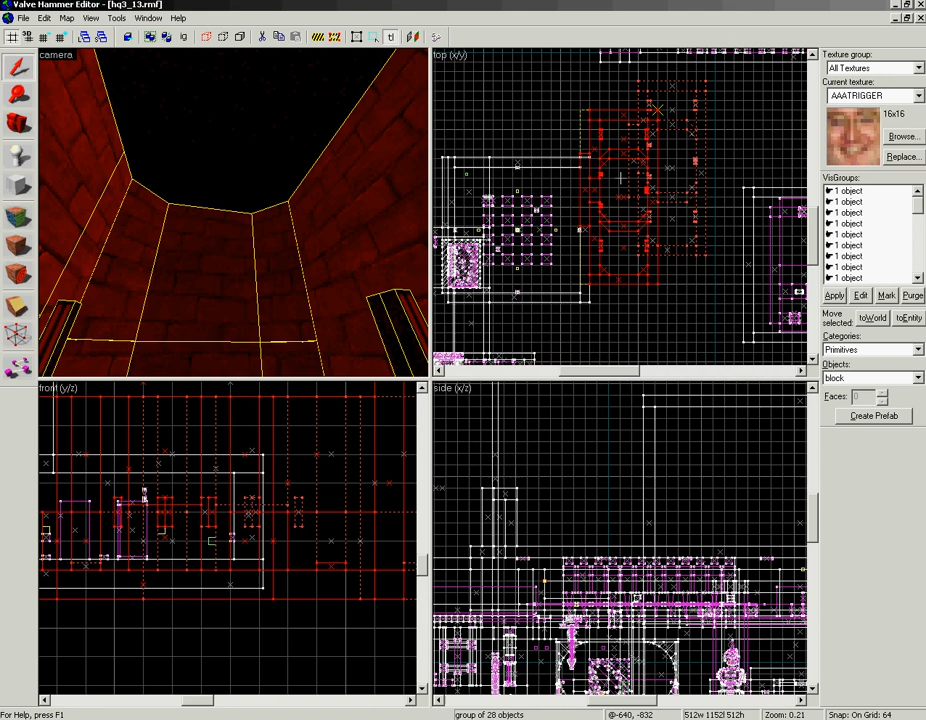 Valve Hammer Editor - [hq3_13.rmf]
File Edit Map View Tools Window Help
3D ig tl
camera
top (x/y)
Texture group:
All Textures
Current texture:
AAATRIGGER
16x16
Browse...
Replace...
VisGroups:
1 object
1 object
1 object
1 object
1 object
1 object
1 object
1 object
1 object
Apply Edit Mark Purge
Move selected:
toWorld toEntity
Categories:
Primitives
Objects:
block
Faces: 0
Create Prefab
front (y/z)
side (x/z)
For Help, press F1
group of 28 objects
@-640, -832
512w 1152l 512h
Zoom: 0.21
Snap: On Grid: 64